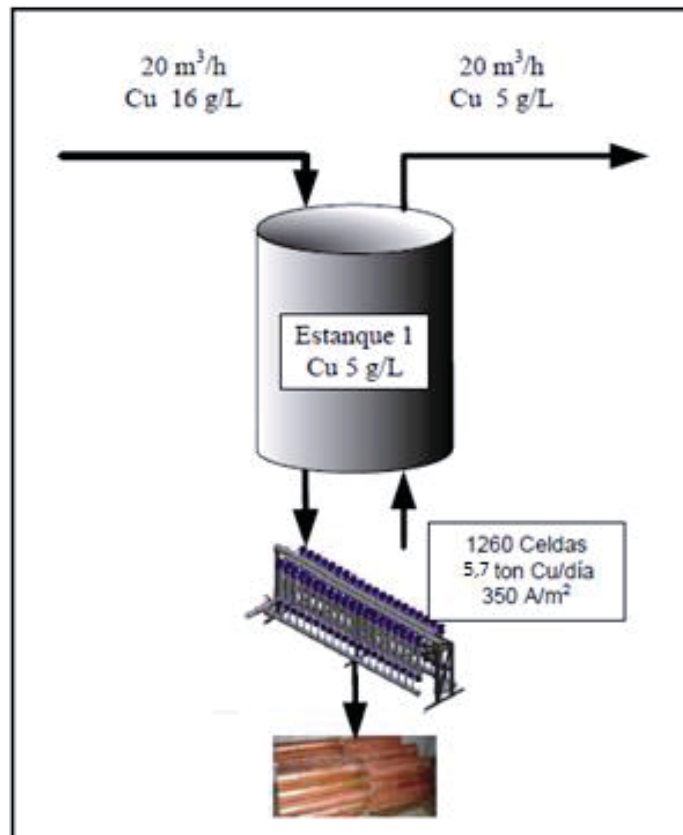 20 m³/h
Cu 16 g/L
20 m³/h
Cu 5 g/L
Estanque 1
Cu 5 g/L
1260 Celdas
5,7 ton Cu/día
350 A/m²